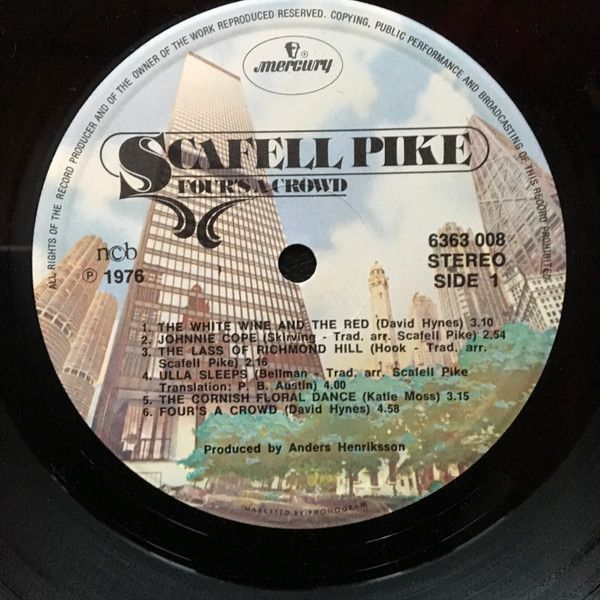 ALL RIGHTS OF THE RECORD PRODUCER AND OF THE OWNER OF THE WORK REPRODUCED RESERVED. COPYING, PUBLIC PERFORMANCE AND BROADCASTING OF THIS RECORD PROHIBITED
mercury
SCAFELL PIKE
FOUR'S A CROWD
ncb
℗ 1976
6363 008
STEREO
SIDE 1
1. THE WHITE WINE AND THE RED (David Hynes) 3.10
2. JOHNNIE COPE (Skirving - Trad. arr. Scafell Pike) 2,54
3. THE LASS OF RICHMOND HILL (Hook - Trad. arr.
Scafell Pike) 2.16
4. ULLA SLEEPS (Bellman - Trad. arr. Scafell Pike
Translation: P. B. Austin) 4.00
5. THE CORNISH FLORAL DANCE (Katie Moss) 3.15
6. FOUR'S A CROWD (David Hynes) 4.58
Produced by Anders Henriksson
MARKETED BY PHONOGRAM